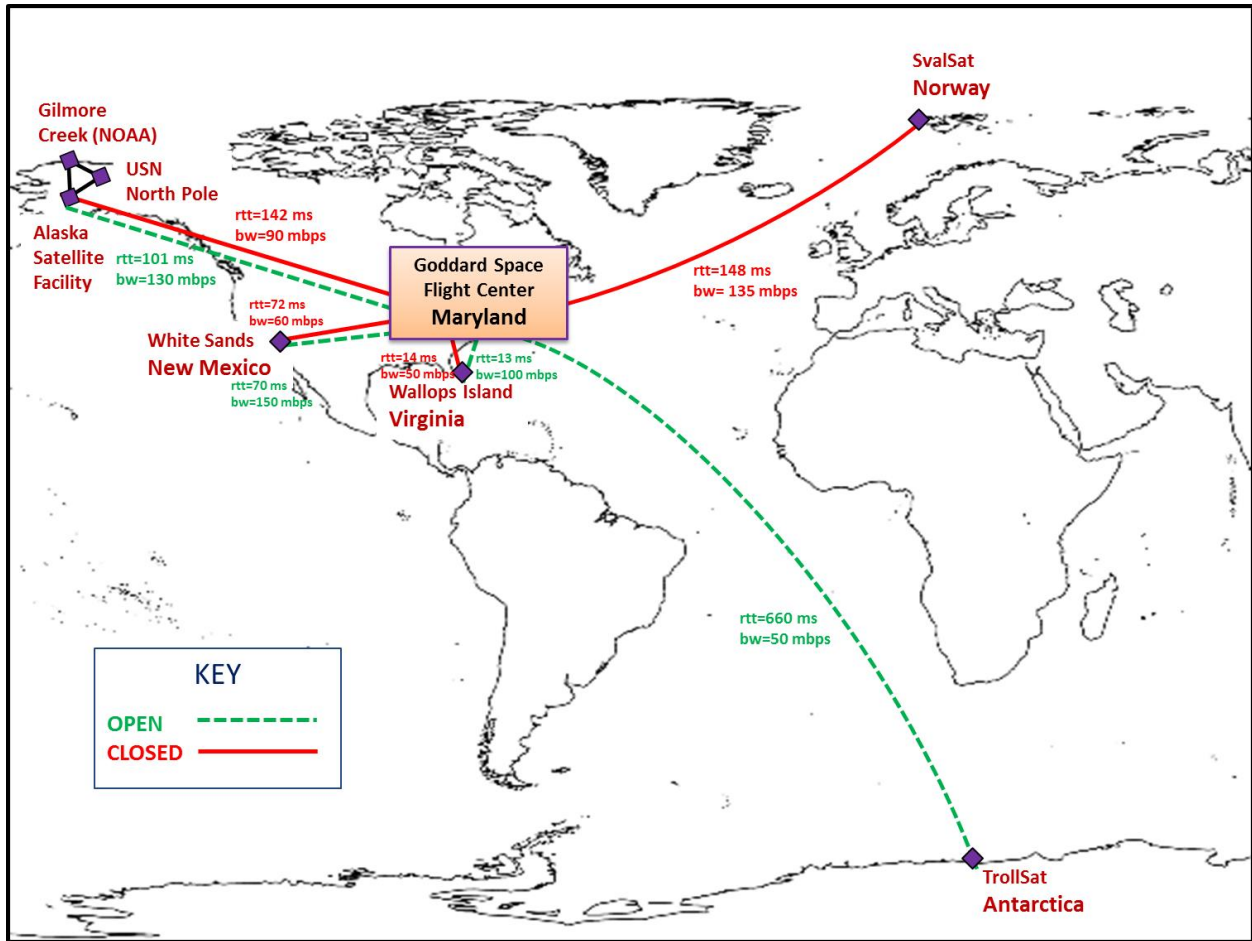 SvalSat
Norway
Gilmore
Creek (NOAA)
USN
North Pole
Alaska
Satellite
Facility
rtt=142 ms
bw=90 mbps
rtt=101 ms
bw=130 mbps
Goddard Space
Flight Center
Maryland
rtt=148 ms
bw= 135 mbps
rtt=72 ms
bw=60 mbps
White Sands
New Mexico
rtt=70 ms
bw=150 mbps
rtt=14 ms
bw=50 mbps
rtt=13 ms
bw=100 mbps
Wallops Island
Virginia
rtt=660 ms
bw=50 mbps
KEY
OPEN
CLOSED
TrollSat
Antarctica